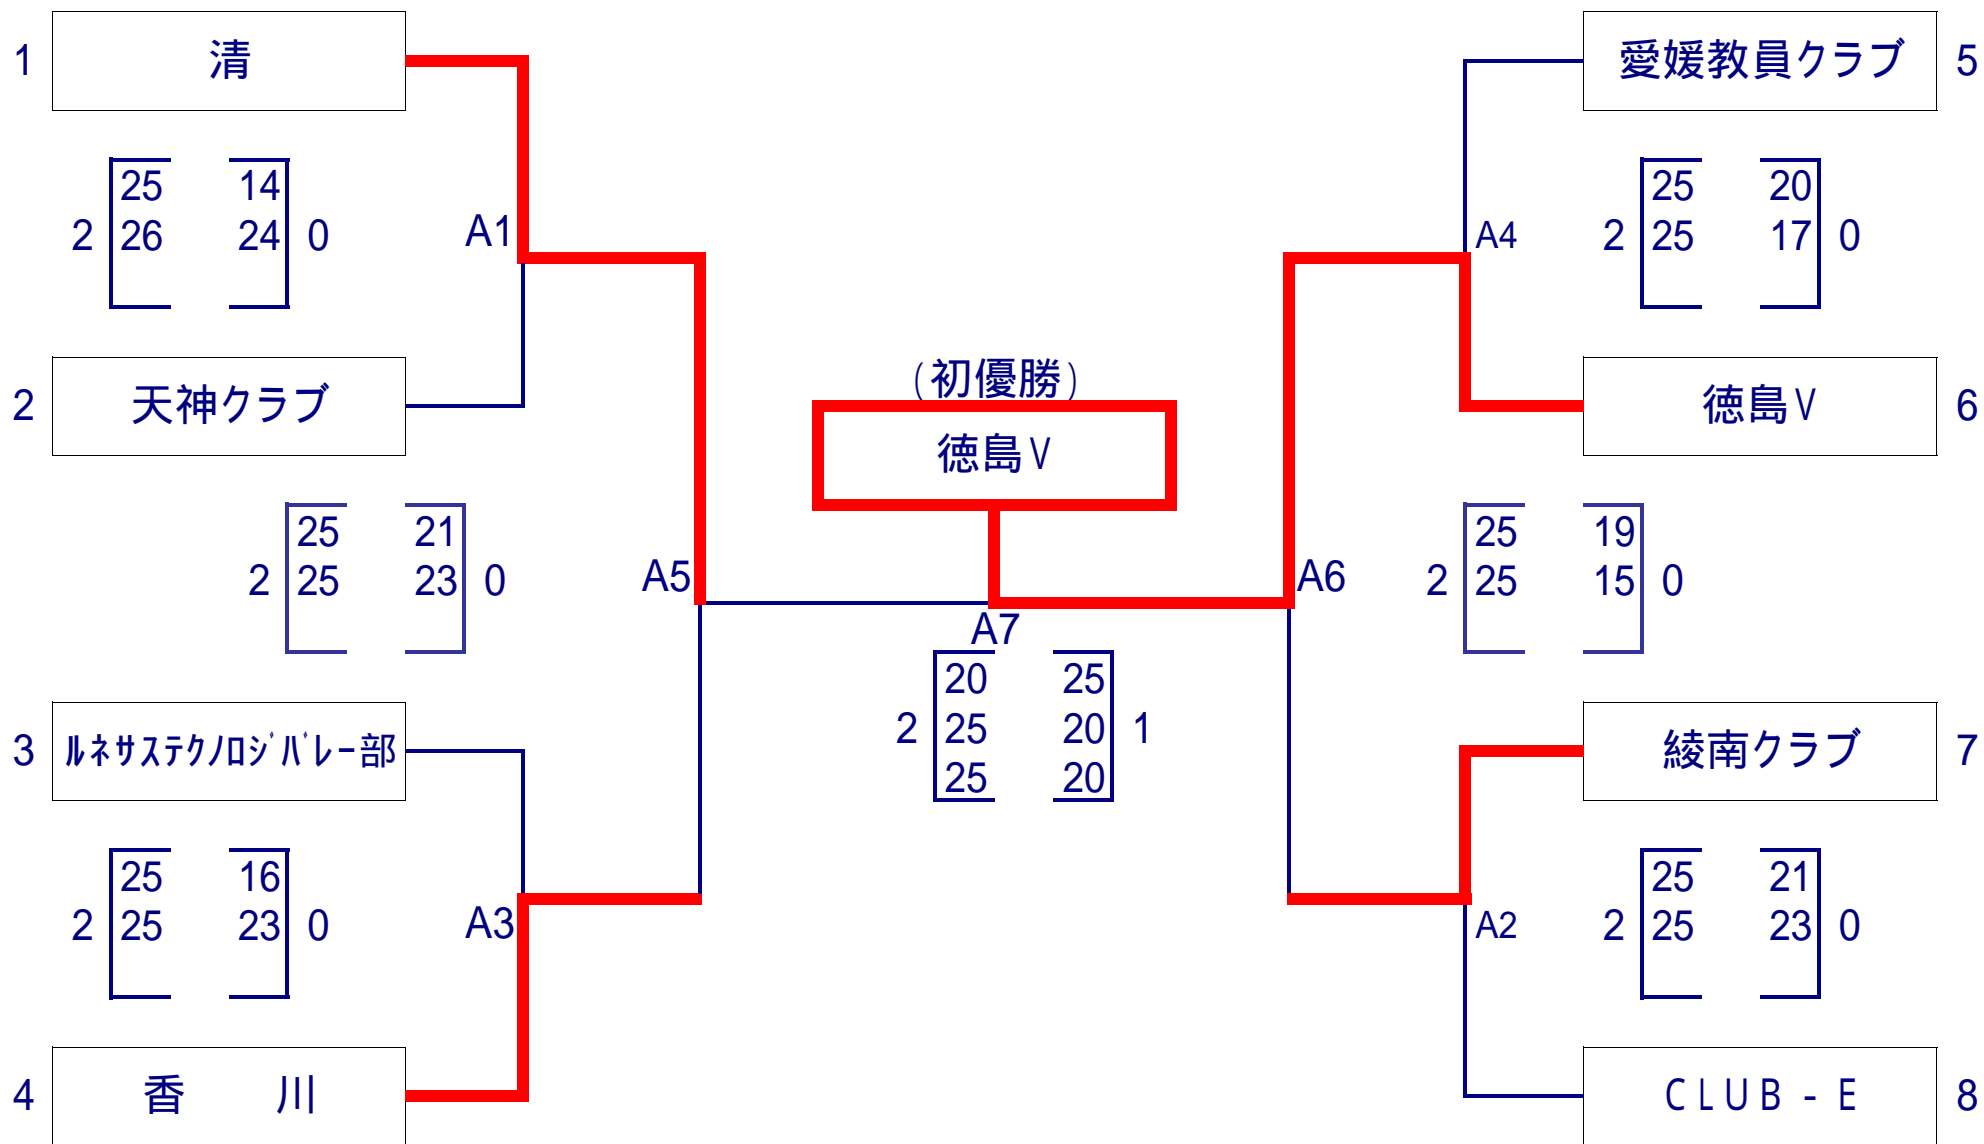 1 清
愛媛教員クラブ 5
25 14
2 26 24 0
A1
25 20
2 25 17 0
A4
2 天神クラブ
(初優勝)
徳島V
徳島V 6
25 21
2 25 23 0
A5
A6
25 19
2 25 15 0
A7
20 25
2 25 20 1
25 20
3 ルネサステクノロジバレー部
綾南クラブ 7
25 16
2 25 23 0
A3
25 21
2 25 23 0
A2
4 香 川
CLUB-E 8